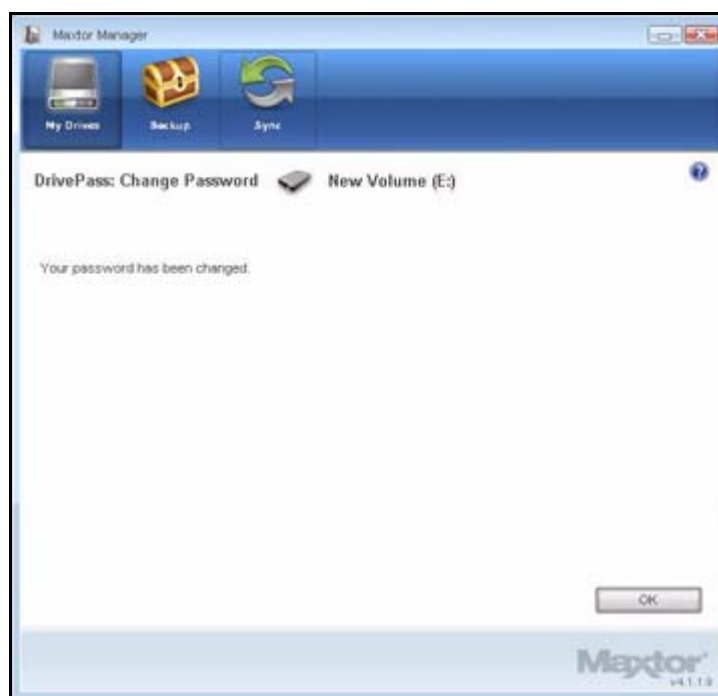 Maxtor Manager
My Drives Backup Sync
DrivePass: Change Password New Volume (E:)
Your password has been changed.
OK
Maxtor
v4.1.1.9